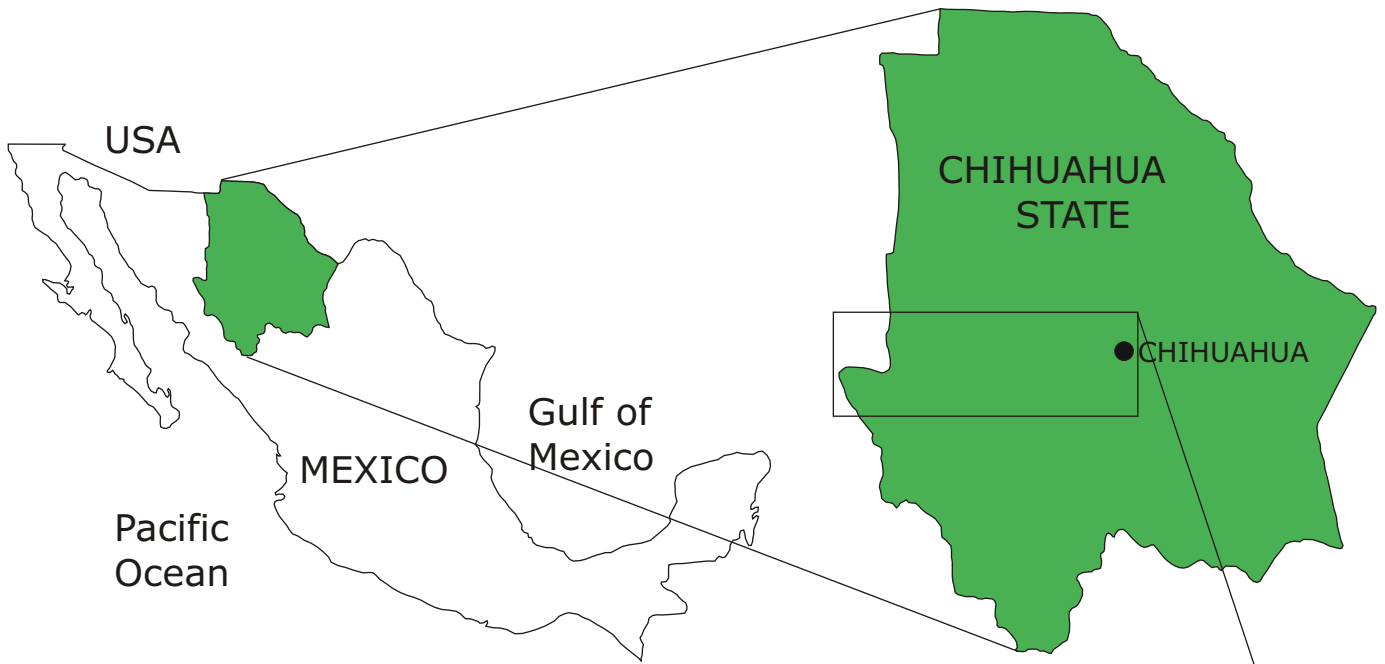 USA
CHIHUAHUA
STATE
CHIHUAHUA
Gulf of
Mexico
MEXICO
Pacific
Ocean